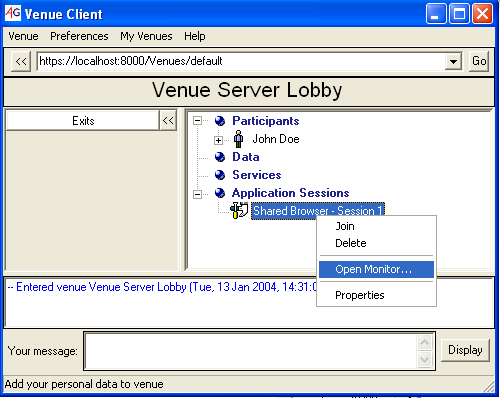 AG Venue Client
Venue Preferences My Venues Help
<< https://localhost:8000/Venues/default Go
Venue Server Lobby
Exits <<
Participants
John Doe
Data
Services
Application Sessions
Shared Browser - Session 1
Join
Delete
Open Monitor...
Properties
-- Entered venue Venue Server Lobby (Tue, 13 Jan 2004, 14:31:0
Your message: Display
Add your personal data to venue